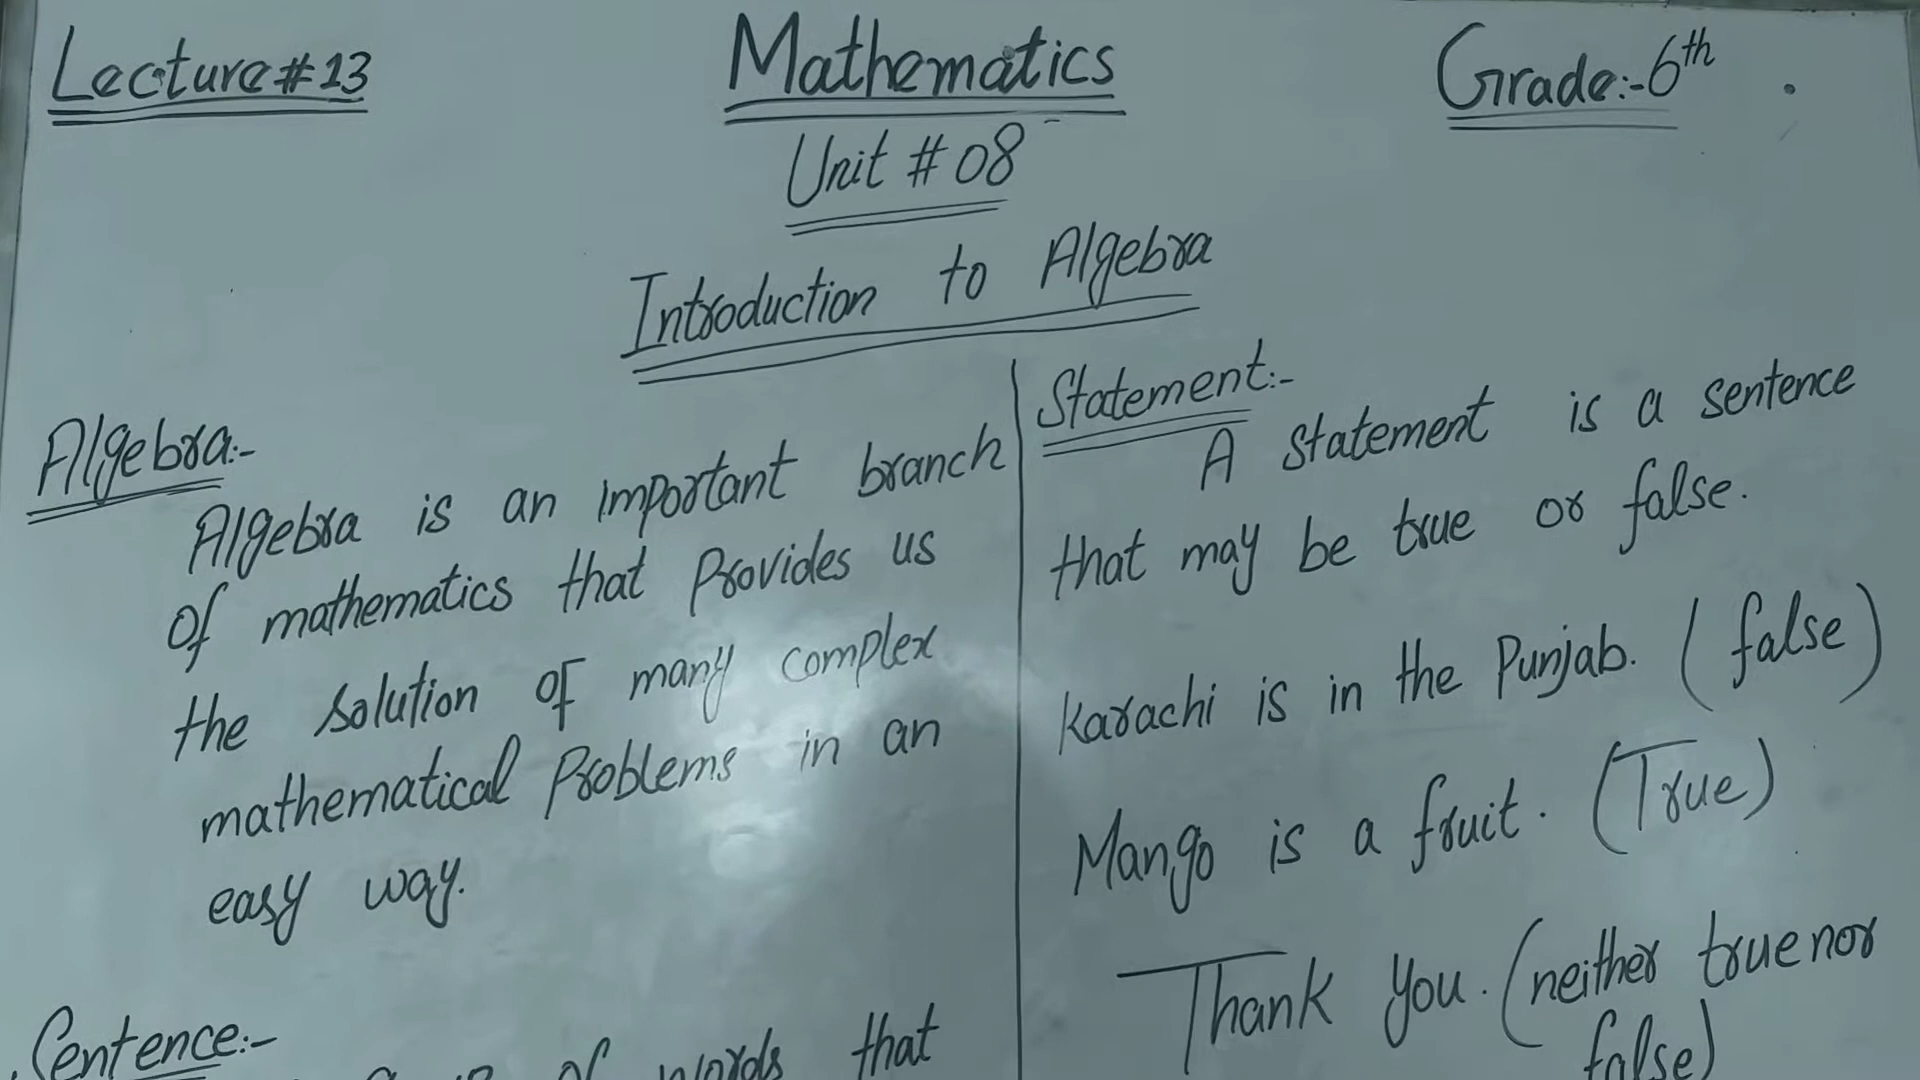 Lecture # 13
Mathematics
Grade:- 6th
Unit # 08
Introduction to Algebra
Algebra:-
Algebra is an important branch
of mathematics that Provides us
the solution of many complex
mathematical Problems in an
easy way.
Sentence:-
of words that
Statement:-
A statement is a sentence
that may be true or false.
Karachi is in the Punjab. (false)
Mango is a fruit. (True)
Thank you. (neither true nor
false)